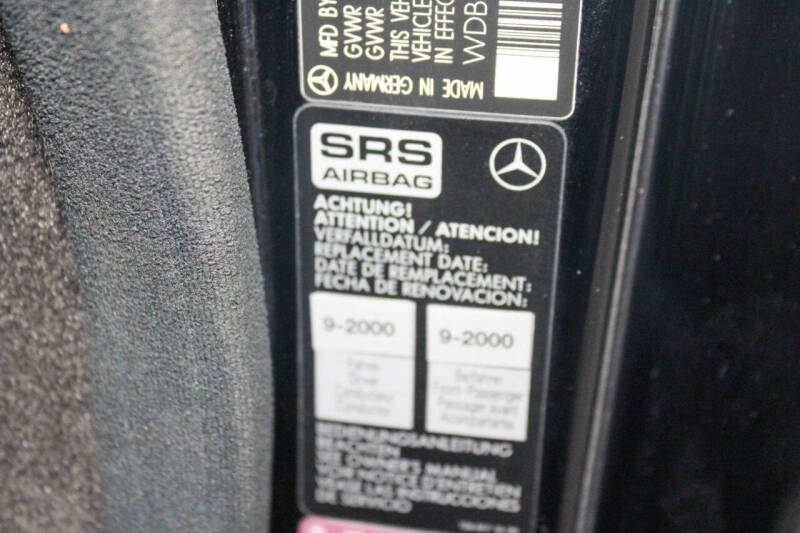 MFD BY
GVWR
GVWR
THIS VEH
VEHICLE
IN EFFEC
WDB
MADE IN GERMANY
SRS
AIRBAG
ACHTUNG!
ATTENTION / ATENCION!
VERFALLDATUM:
REPLACEMENT DATE:
DATE DE REMPLACEMENT:
FECHA DE RENOVACION:
9-2000
9-2000
Fahrer
Driver
Conducteur
Conductor
Beifahrer
Front-Passenger
Passager avant
Acompañante
BEDIENUNGSANLEITUNG
BEACHTEN
SEE OWNER'S MANUAL
VOIR NOTICE D'ENTRETIEN
VEASE LAS INSTRUCCIONES
DE SERVICIO